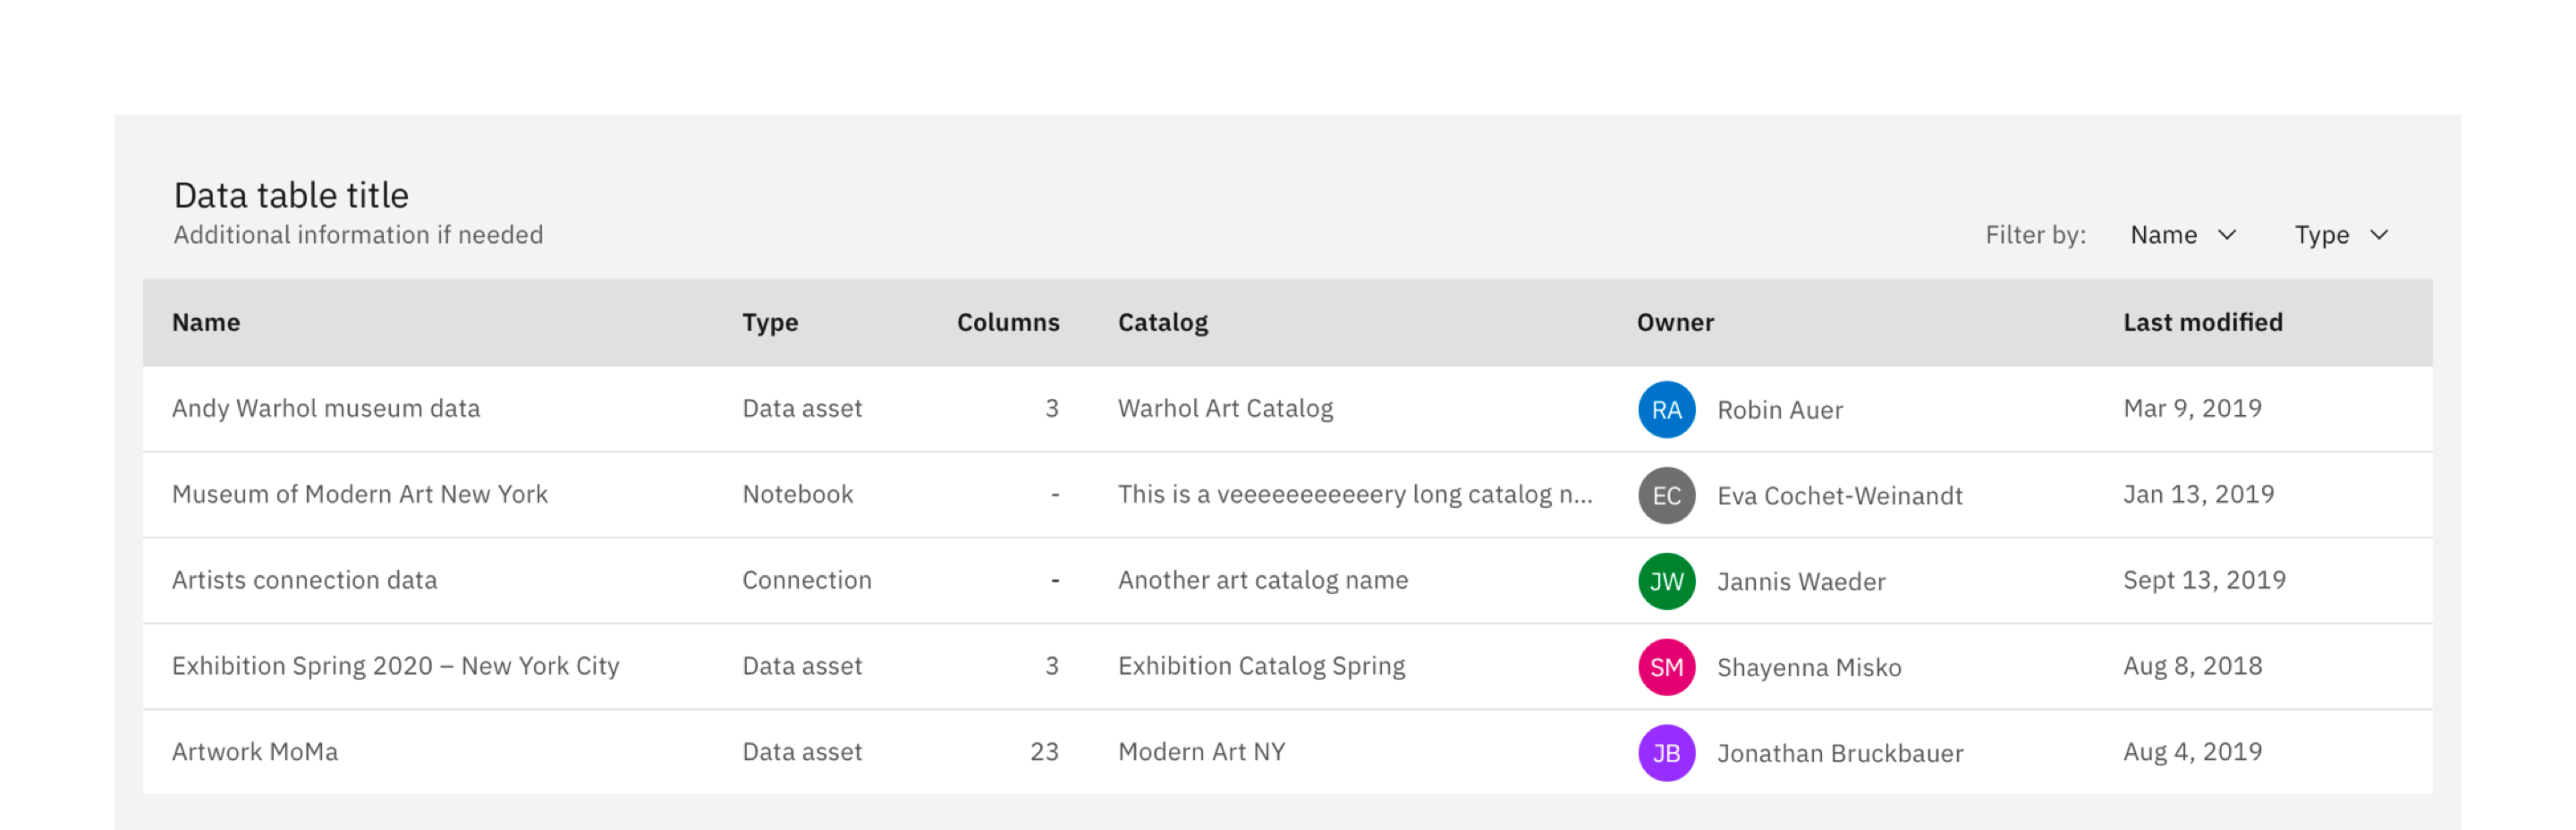 Data table title
Additional information if needed
Filter by: Name Type
Name Type Columns Catalog Owner Last modified
Andy Warhol museum data Data asset 3 Warhol Art Catalog RA Robin Auer Mar 9, 2019
Museum of Modern Art New York Notebook - This is a veeeeeeeeeeery long catalog n... EC Eva Cochet-Weinandt Jan 13, 2019
Artists connection data Connection - Another art catalog name JW Jannis Waeder Sept 13, 2019
Exhibition Spring 2020 – New York City Data asset 3 Exhibition Catalog Spring SM Shayenna Misko Aug 8, 2018
Artwork MoMa Data asset 23 Modern Art NY JB Jonathan Bruckbauer Aug 4, 2019